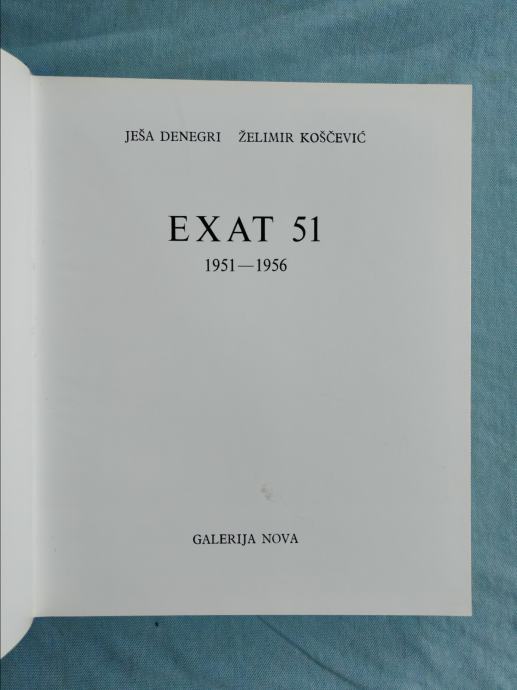 JEŠA DENEGRI ŽELIMIR KOŠČEVIĆ
EXAT 51
1951—1956
GALERIJA NOVA